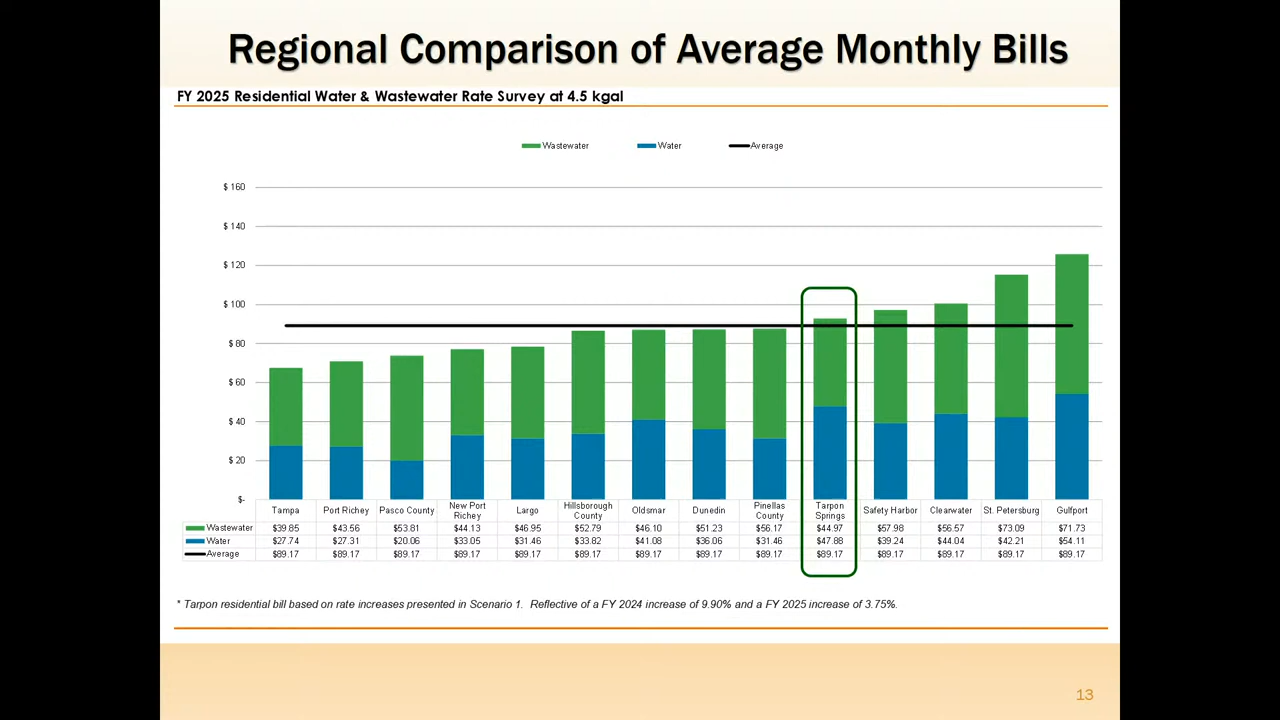 Regional Comparison of Average Monthly Bills
FY 2025 Residential Water & Wastewater Rate Survey at 4.5 kgal
Wastewater Water Average
$ 160
$ 140
$ 120
$ 100
$ 80
$ 60
$ 40
$ 20
$-
Tampa Port Richey Pasco County New Port Richey Largo Hillsborough County Oldsmar Dunedin Pinellas County Tarpon Springs Safety Harbor Clearwater St. Petersburg Gulfport
Wastewater $39.85 $43.56 $53.81 $44.13 $46.95 $52.79 $46.10 $51.23 $56.17 $44.97 $57.98 $56.57 $73.09 $71.73
Water $27.74 $27.31 $20.06 $33.05 $31.46 $33.82 $41.08 $36.06 $31.46 $47.88 $39.24 $44.04 $42.21 $54.11
Average $89.17 $89.17 $89.17 $89.17 $89.17 $89.17 $89.17 $89.17 $89.17 $89.17 $89.17 $89.17 $89.17 $89.17
* Tarpon residential bill based on rate increases presented in Scenario 1. Reflective of a FY 2024 increase of 9.90% and a FY 2025 increase of 3.75%.
13